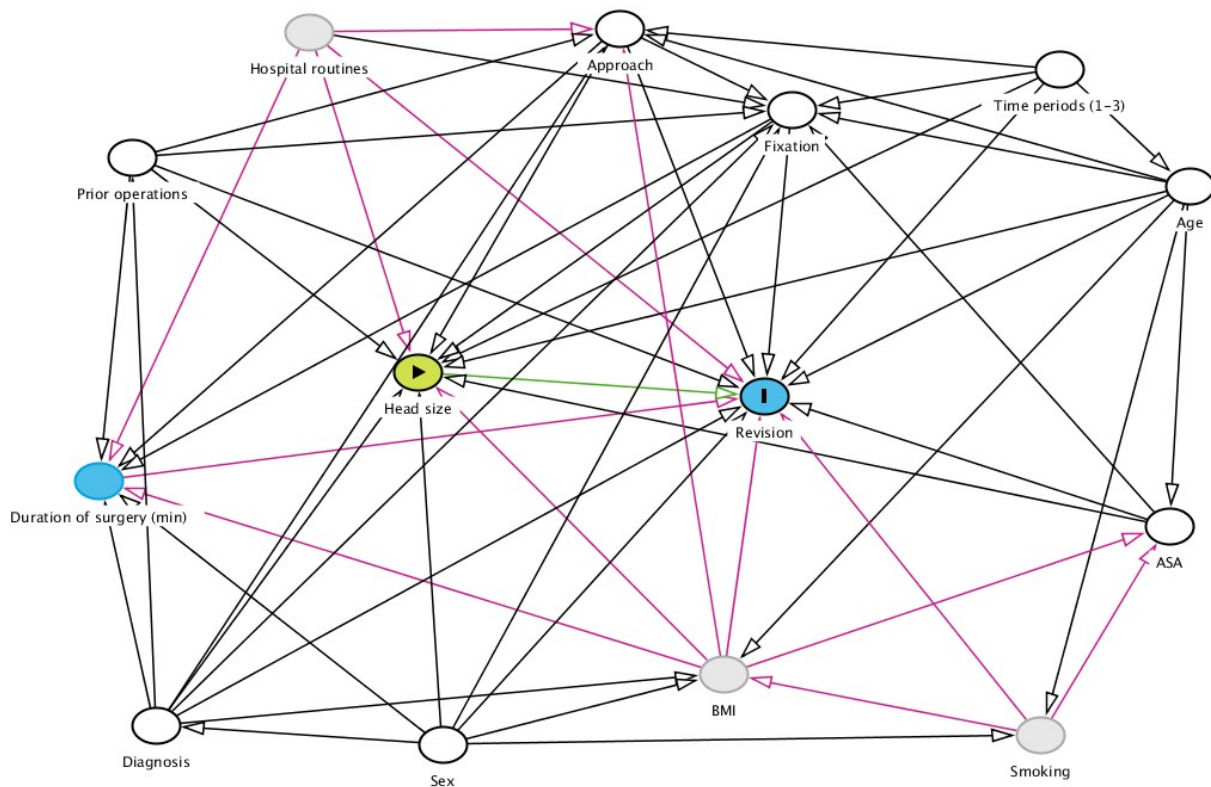 Hospital routines
Approach
Time periods (1-3)
Fixation
Prior operations
Age
Head size
Revision
Duration of surgery (min)
ASA
BMI
Diagnosis
Sex
Smoking